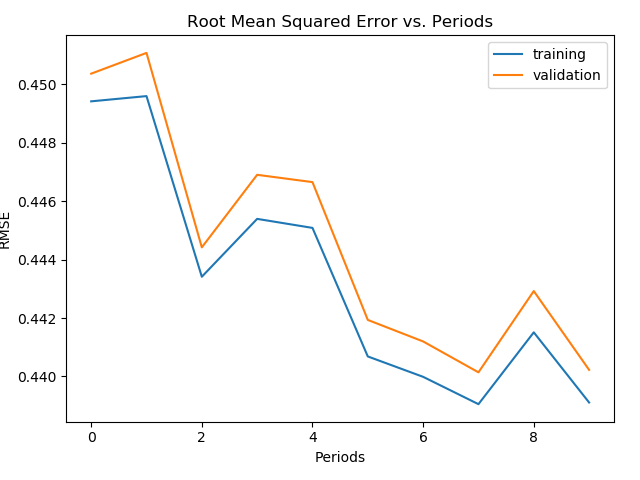 Root Mean Squared Error vs. Periods
training
validation
0.450
0.448
0.446
0.444
0.442
0.440
RMSE
0 2 4 6 8
Periods